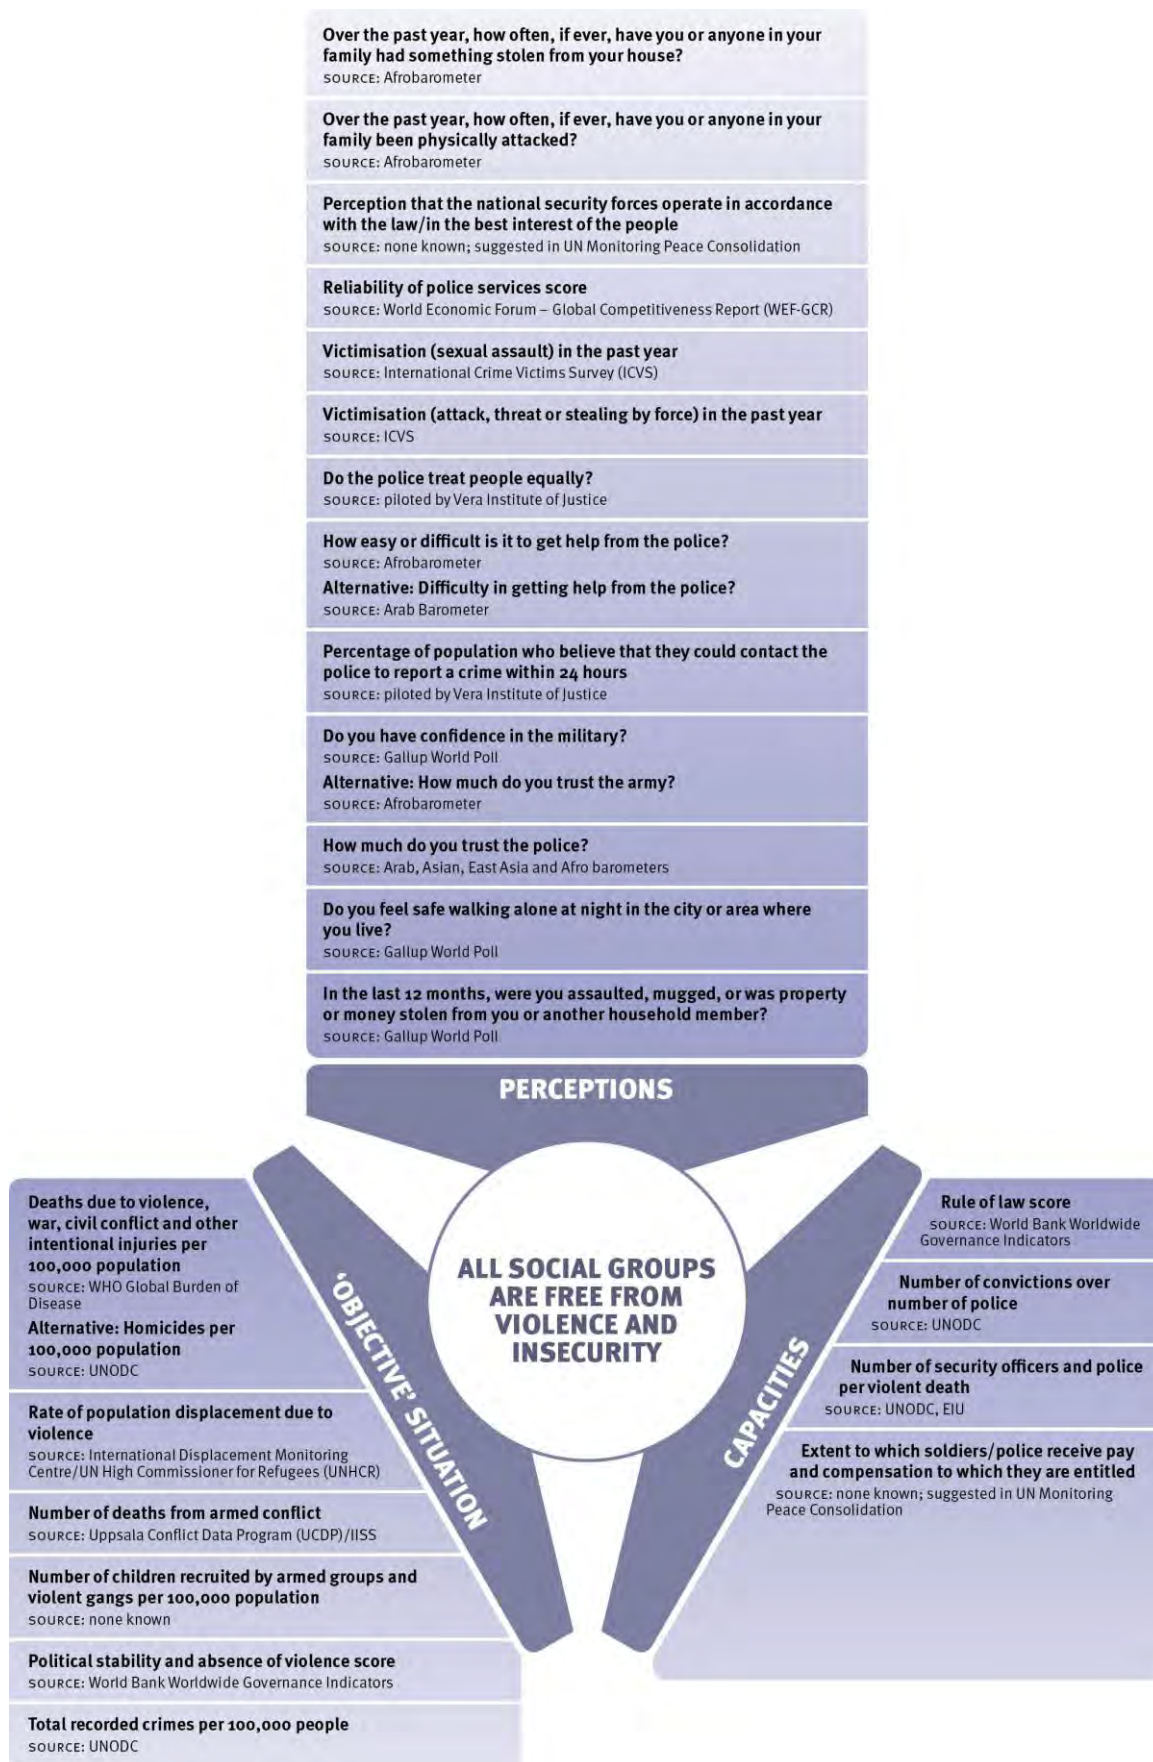 Over the past year, how often, if ever, have you or anyone in your
family had something stolen from your house?
SOURCE: Afrobarometer
Over the past year, how often, if ever, have you or anyone in your
family been physically attacked?
SOURCE: Afrobarometer
Perception that the national security forces operate in accordance
with the law/in the best interest of the people
SOURCE: none known; suggested in UN Monitoring Peace Consolidation
Reliability of police services score
SOURCE: World Economic Forum – Global Competitiveness Report (WEF-GCR)
Victimisation (sexual assault) in the past year
SOURCE: International Crime Victims Survey (ICVS)
Victimisation (attack, threat or stealing by force) in the past year
SOURCE: ICVS
Do the police treat people equally?
SOURCE: piloted by Vera Institute of Justice
How easy or difficult is it to get help from the police?
SOURCE: Afrobarometer
Alternative: Difficulty in getting help from the police?
SOURCE: Arab Barometer
Percentage of population who believe that they could contact the
police to report a crime within 24 hours
SOURCE: piloted by Vera Institute of Justice
Do you have confidence in the military?
SOURCE: Gallup World Poll
Alternative: How much do you trust the army?
SOURCE: Afrobarometer
How much do you trust the police?
SOURCE: Arab, Asian, East Asia and Afro barometers
Do you feel safe walking alone at night in the city or area where
you live?
SOURCE: Gallup World Poll
In the last 12 months, were you assaulted, mugged, or was property
or money stolen from you or another household member?
SOURCE: Gallup World Poll
PERCEPTIONS
ALL SOCIAL GROUPS
ARE FREE FROM
VIOLENCE AND
INSECURITY
'OBJECTIVE' SITUATION
Deaths due to violence,
war, civil conflict and other
intentional injuries per
100,000 population
SOURCE: WHO Global Burden of
Disease
Alternative: Homicides per
100,000 population
SOURCE: UNODC
Rate of population displacement due to
violence
SOURCE: International Displacement Monitoring
Centre/UN High Commissioner for Refugees (UNHCR)
Number of deaths from armed conflict
SOURCE: Uppsala Conflict Data Program (UCDP)/IISS
Number of children recruited by armed groups and
violent gangs per 100,000 population
SOURCE: none known
Political stability and absence of violence score
SOURCE: World Bank Worldwide Governance Indicators
Total recorded crimes per 100,000 people
SOURCE: UNODC
CAPACITIES
Rule of law score
SOURCE: World Bank Worldwide
Governance Indicators
Number of convictions over
number of police
SOURCE: UNODC
Number of security officers and police
per violent death
SOURCE: UNODC, EIU
Extent to which soldiers/police receive pay
and compensation to which they are entitled
SOURCE: none known; suggested in UN Monitoring
Peace Consolidation